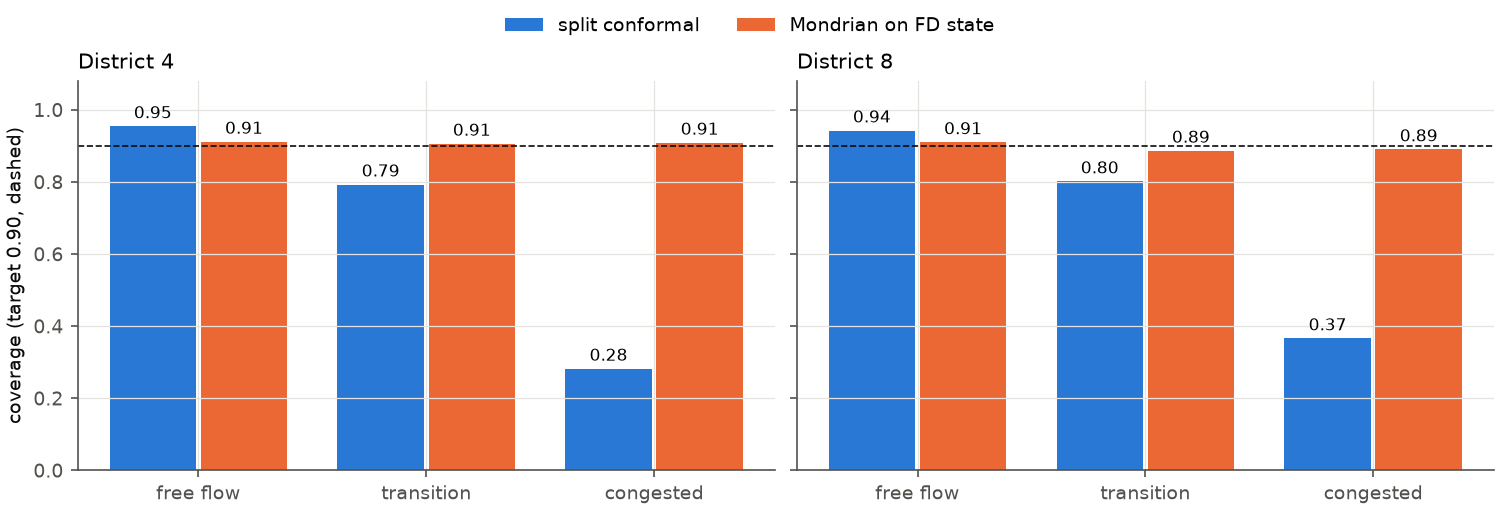 split conformal Mondrian on FD state
District 4 District 8
coverage (target 0.90, dashed)
1.0
0.8
0.6
0.4
0.2
0.0
0.95 0.91 0.79 0.91 0.28 0.91
0.94 0.91 0.80 0.89 0.37 0.89
free flow transition congested free flow transition congested